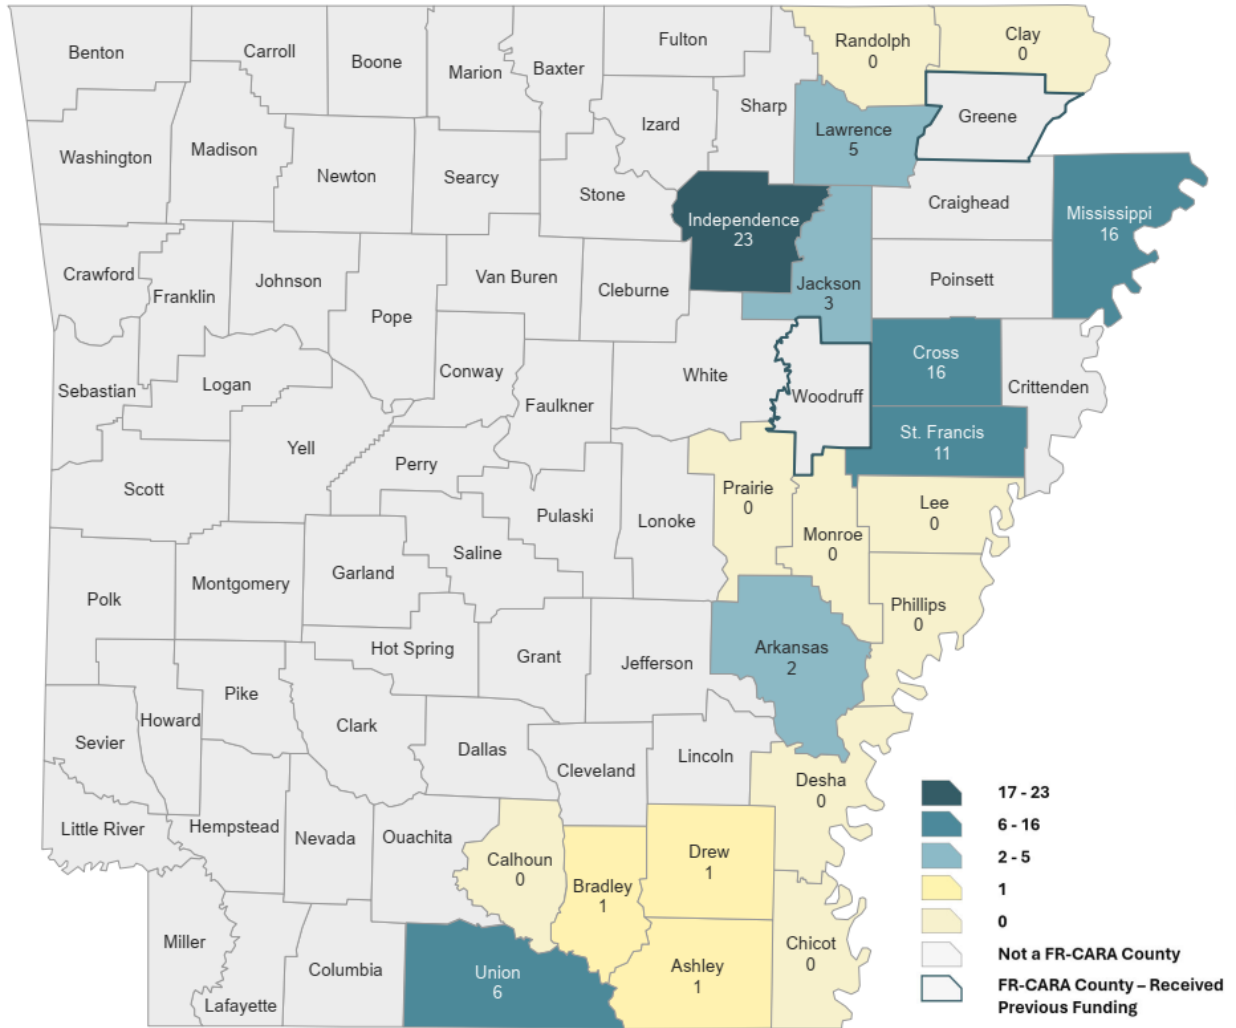 Benton
Carroll
Boone
Marion
Baxter
Fulton
Sharp
Randolph
0
Clay
0
Greene
Washington
Madison
Newton
Searcy
Stone
Izard
Lawrence
5
Independence
23
Craighead
Mississippi
16
Crawford
Franklin
Johnson
Pope
Van Buren
Cleburne
Jackson
3
Poinsett
Sebastian
Logan
Conway
Faulkner
White
Woodruff
Cross
16
Crittenden
St. Francis
11
Scott
Yell
Perry
Pulaski
Lonoke
Prairie
0
Monroe
0
Lee
0
Polk
Montgomery
Garland
Saline
Phillips
0
Hot Spring
Grant
Jefferson
Arkansas
2
Sevier
Howard
Pike
Clark
Dallas
Cleveland
Lincoln
Desha
0
Little River
Hempstead
Nevada
Ouachita
Calhoun
0
Bradley
1
Drew
1
Miller
Lafayette
Columbia
Union
6
Ashley
1
Chicot
0
17 - 23
6 - 16
2 - 5
1
0
Not a FR-CARA County
FR-CARA County – Received
Previous Funding